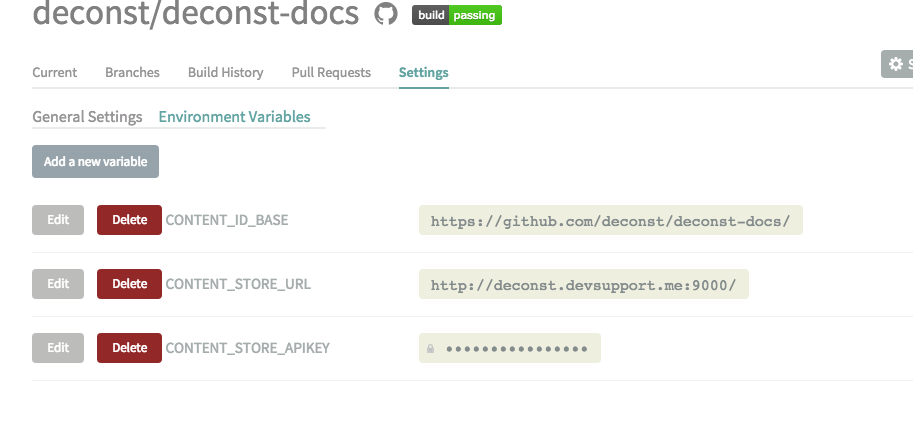 deconst/deconst-docs build passing
Current Branches Build History Pull Requests Settings
General Settings Environment Variables
Add a new variable
Edit Delete CONTENT_ID_BASE https://github.com/deconst/deconst-docs/
Edit Delete CONTENT_STORE_URL http://deconst.devsupport.me:9000/
Edit Delete CONTENT_STORE_APIKEY ••••••••••••••••